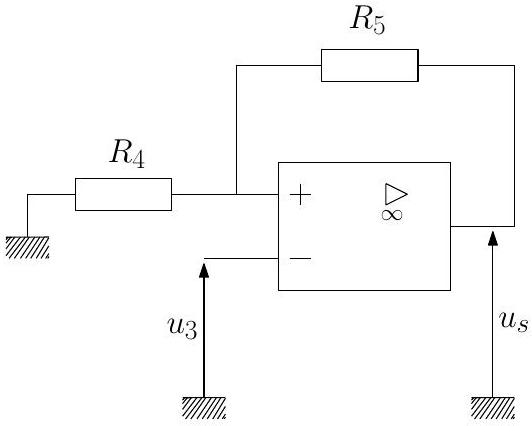 R₅
R₄
+
▷
∞
−
u₃
uₛ